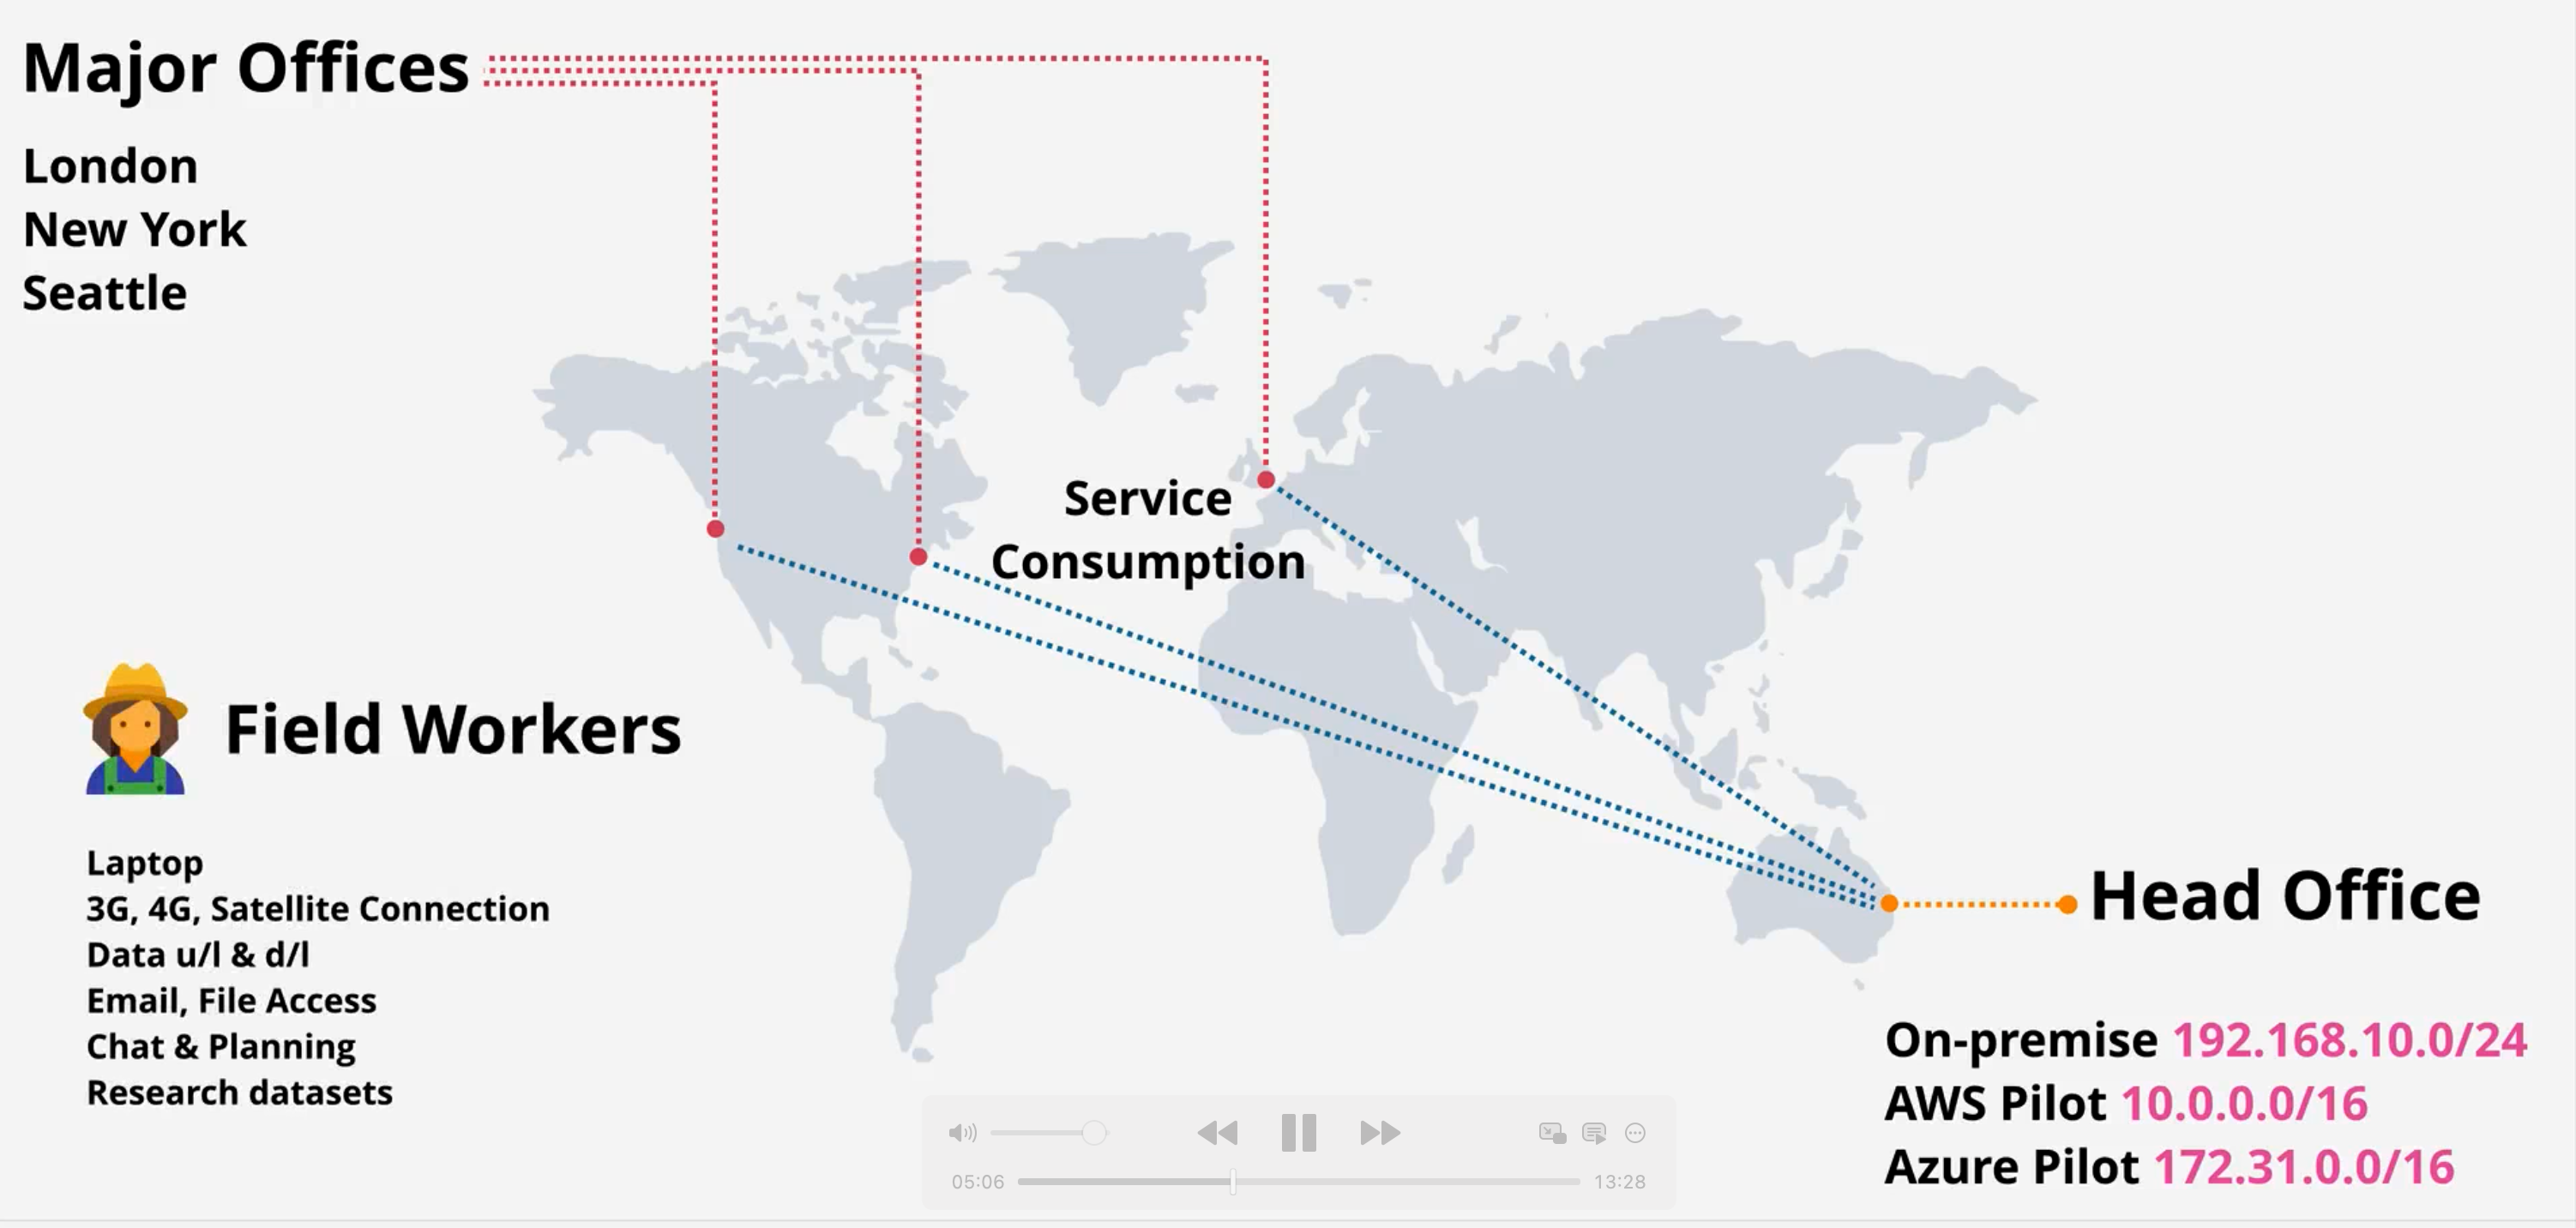 Major Offices
London
New York
Seattle
Service
Consumption
Field Workers
Laptop
3G, 4G, Satellite Connection
Data u/l & d/l
Email, File Access
Chat & Planning
Research datasets
Head Office
On-premise 192.168.10.0/24
AWS Pilot 10.0.0.0/16
Azure Pilot 172.31.0.0/16
05:06
13:28